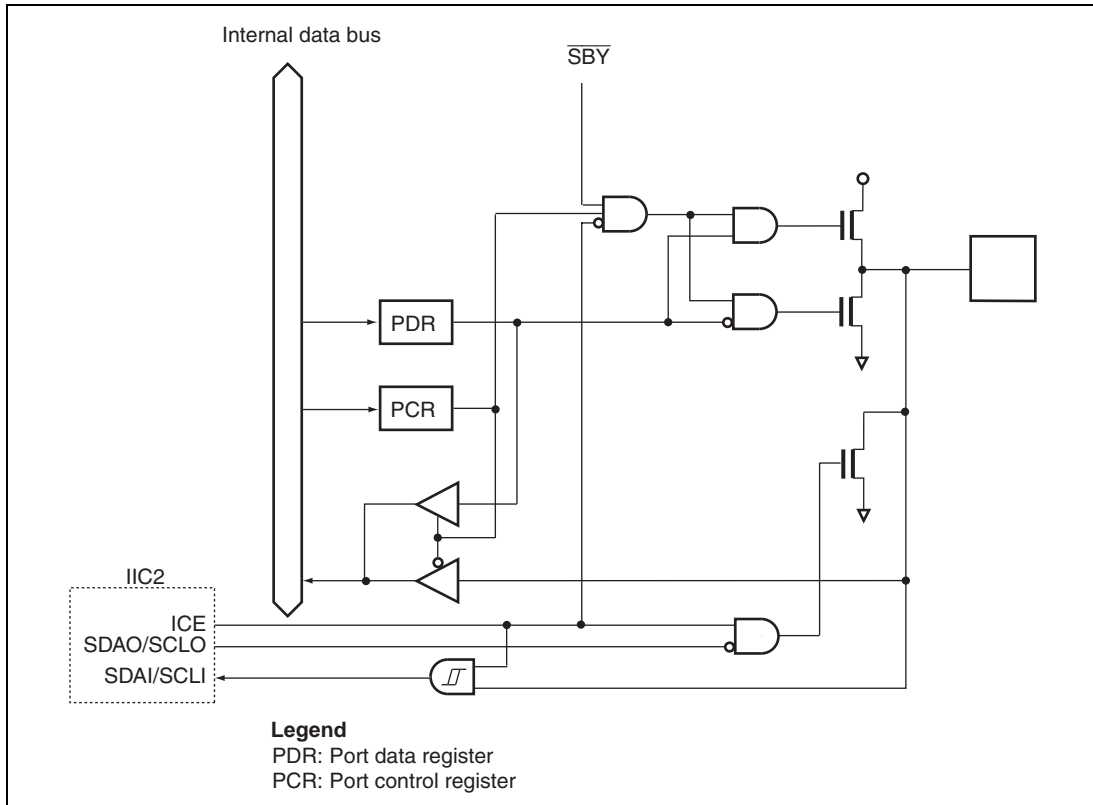 Internal data bus
SBY
PDR
PCR
IIC2
ICE
SDAO/SCLO
SDAI/SCLI
Legend
PDR: Port data register
PCR: Port control register